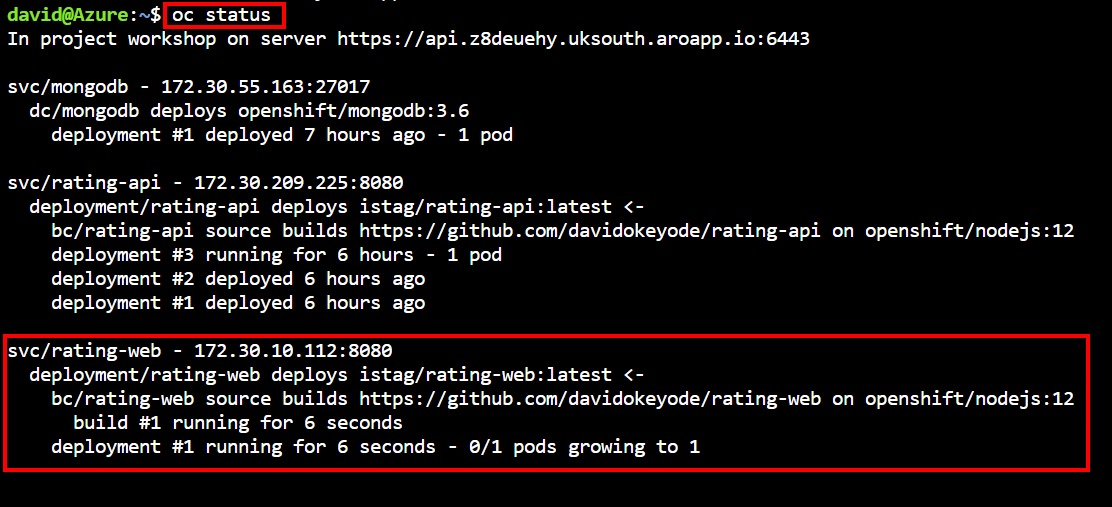 david@Azure:~$ oc status
In project workshop on server https://api.z8deuehy.uksouth.aroapp.io:6443
svc/mongodb - 172.30.55.163:27017
dc/mongodb deploys openshift/mongodb:3.6
deployment #1 deployed 7 hours ago - 1 pod
svc/rating-api - 172.30.209.225:8080
deployment/rating-api deploys istag/rating-api:latest <-
bc/rating-api source builds https://github.com/davidokeyode/rating-api on openshift/nodejs:12
deployment #3 running for 6 hours - 1 pod
deployment #2 deployed 6 hours ago
deployment #1 deployed 6 hours ago
svc/rating-web - 172.30.10.112:8080
deployment/rating-web deploys istag/rating-web:latest <-
bc/rating-web source builds https://github.com/davidokeyode/rating-web on openshift/nodejs:12
build #1 running for 6 seconds
deployment #1 running for 6 seconds - 0/1 pods growing to 1